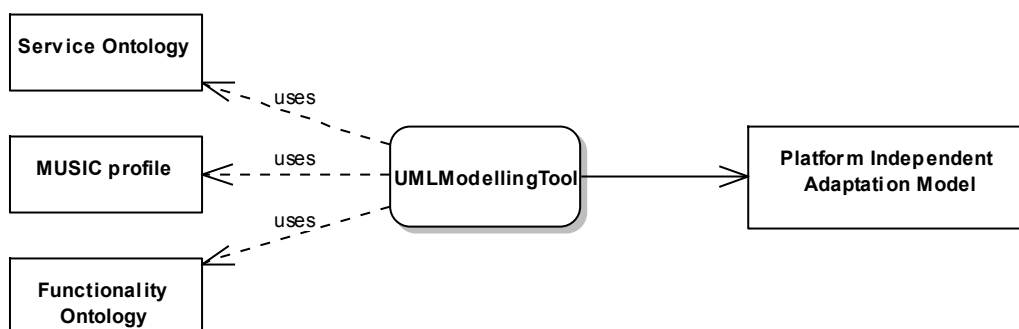 Service Ontology
uses
MUSIC profile
uses
UMLModellingTool
Platform Independent
Adaptation Model
uses
Functionality
Ontology